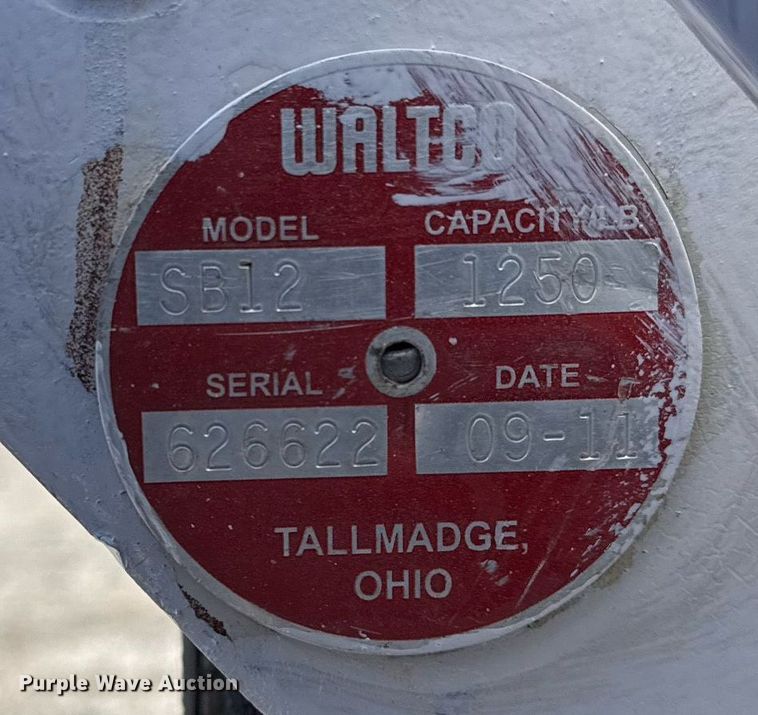 WALTCO
MODEL CAPACITY/LB.
SB12 1250
SERIAL DATE
626622 09-11
TALLMADGE,
OHIO
Purple Wave Auction